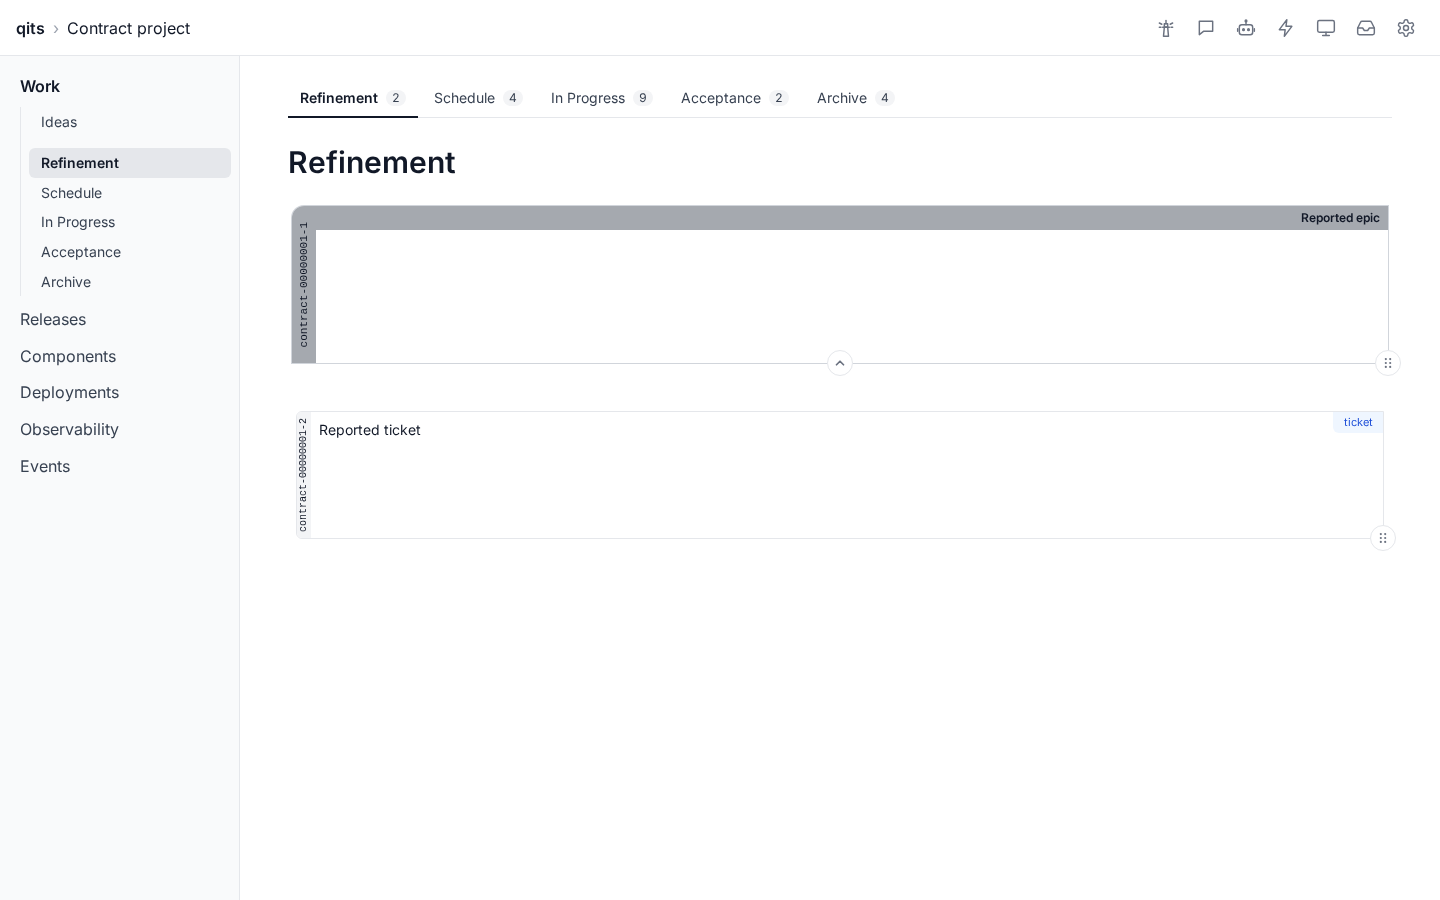 qits › Contract project
Work
Ideas
Refinement
Schedule
In Progress
Acceptance
Archive
Releases
Components
Deployments
Observability
Events
Refinement 2 Schedule 4 In Progress 9 Acceptance 2 Archive 4
Refinement
Reported epic
contract-00000001-1
contract-00000001-2
Reported ticket
ticket